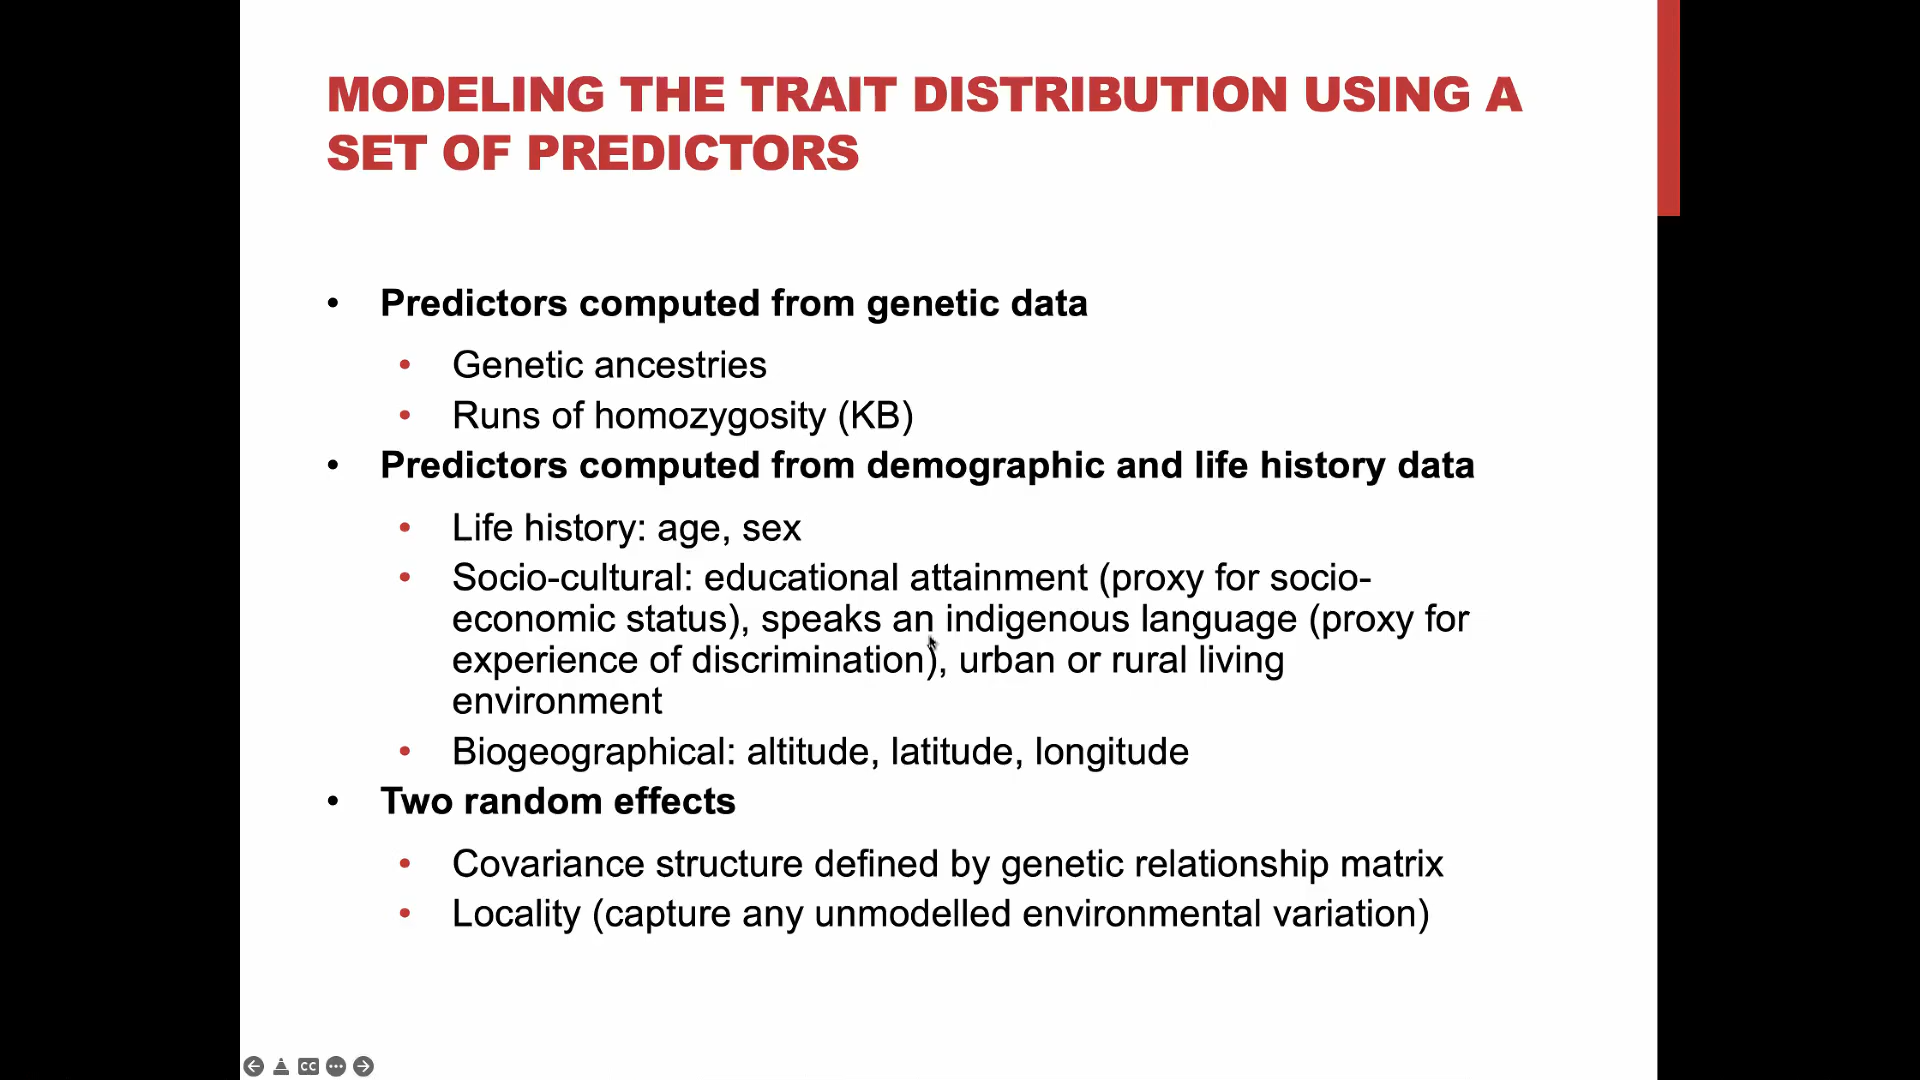 MODELING THE TRAIT DISTRIBUTION USING A
SET OF PREDICTORS
• Predictors computed from genetic data
• Genetic ancestries
• Runs of homozygosity (KB)
• Predictors computed from demographic and life history data
• Life history: age, sex
• Socio-cultural: educational attainment (proxy for socio-
economic status), speaks an indigenous language (proxy for
experience of discrimination), urban or rural living
environment
• Biogeographical: altitude, latitude, longitude
• Two random effects
• Covariance structure defined by genetic relationship matrix
• Locality (capture any unmodelled environmental variation)
CC